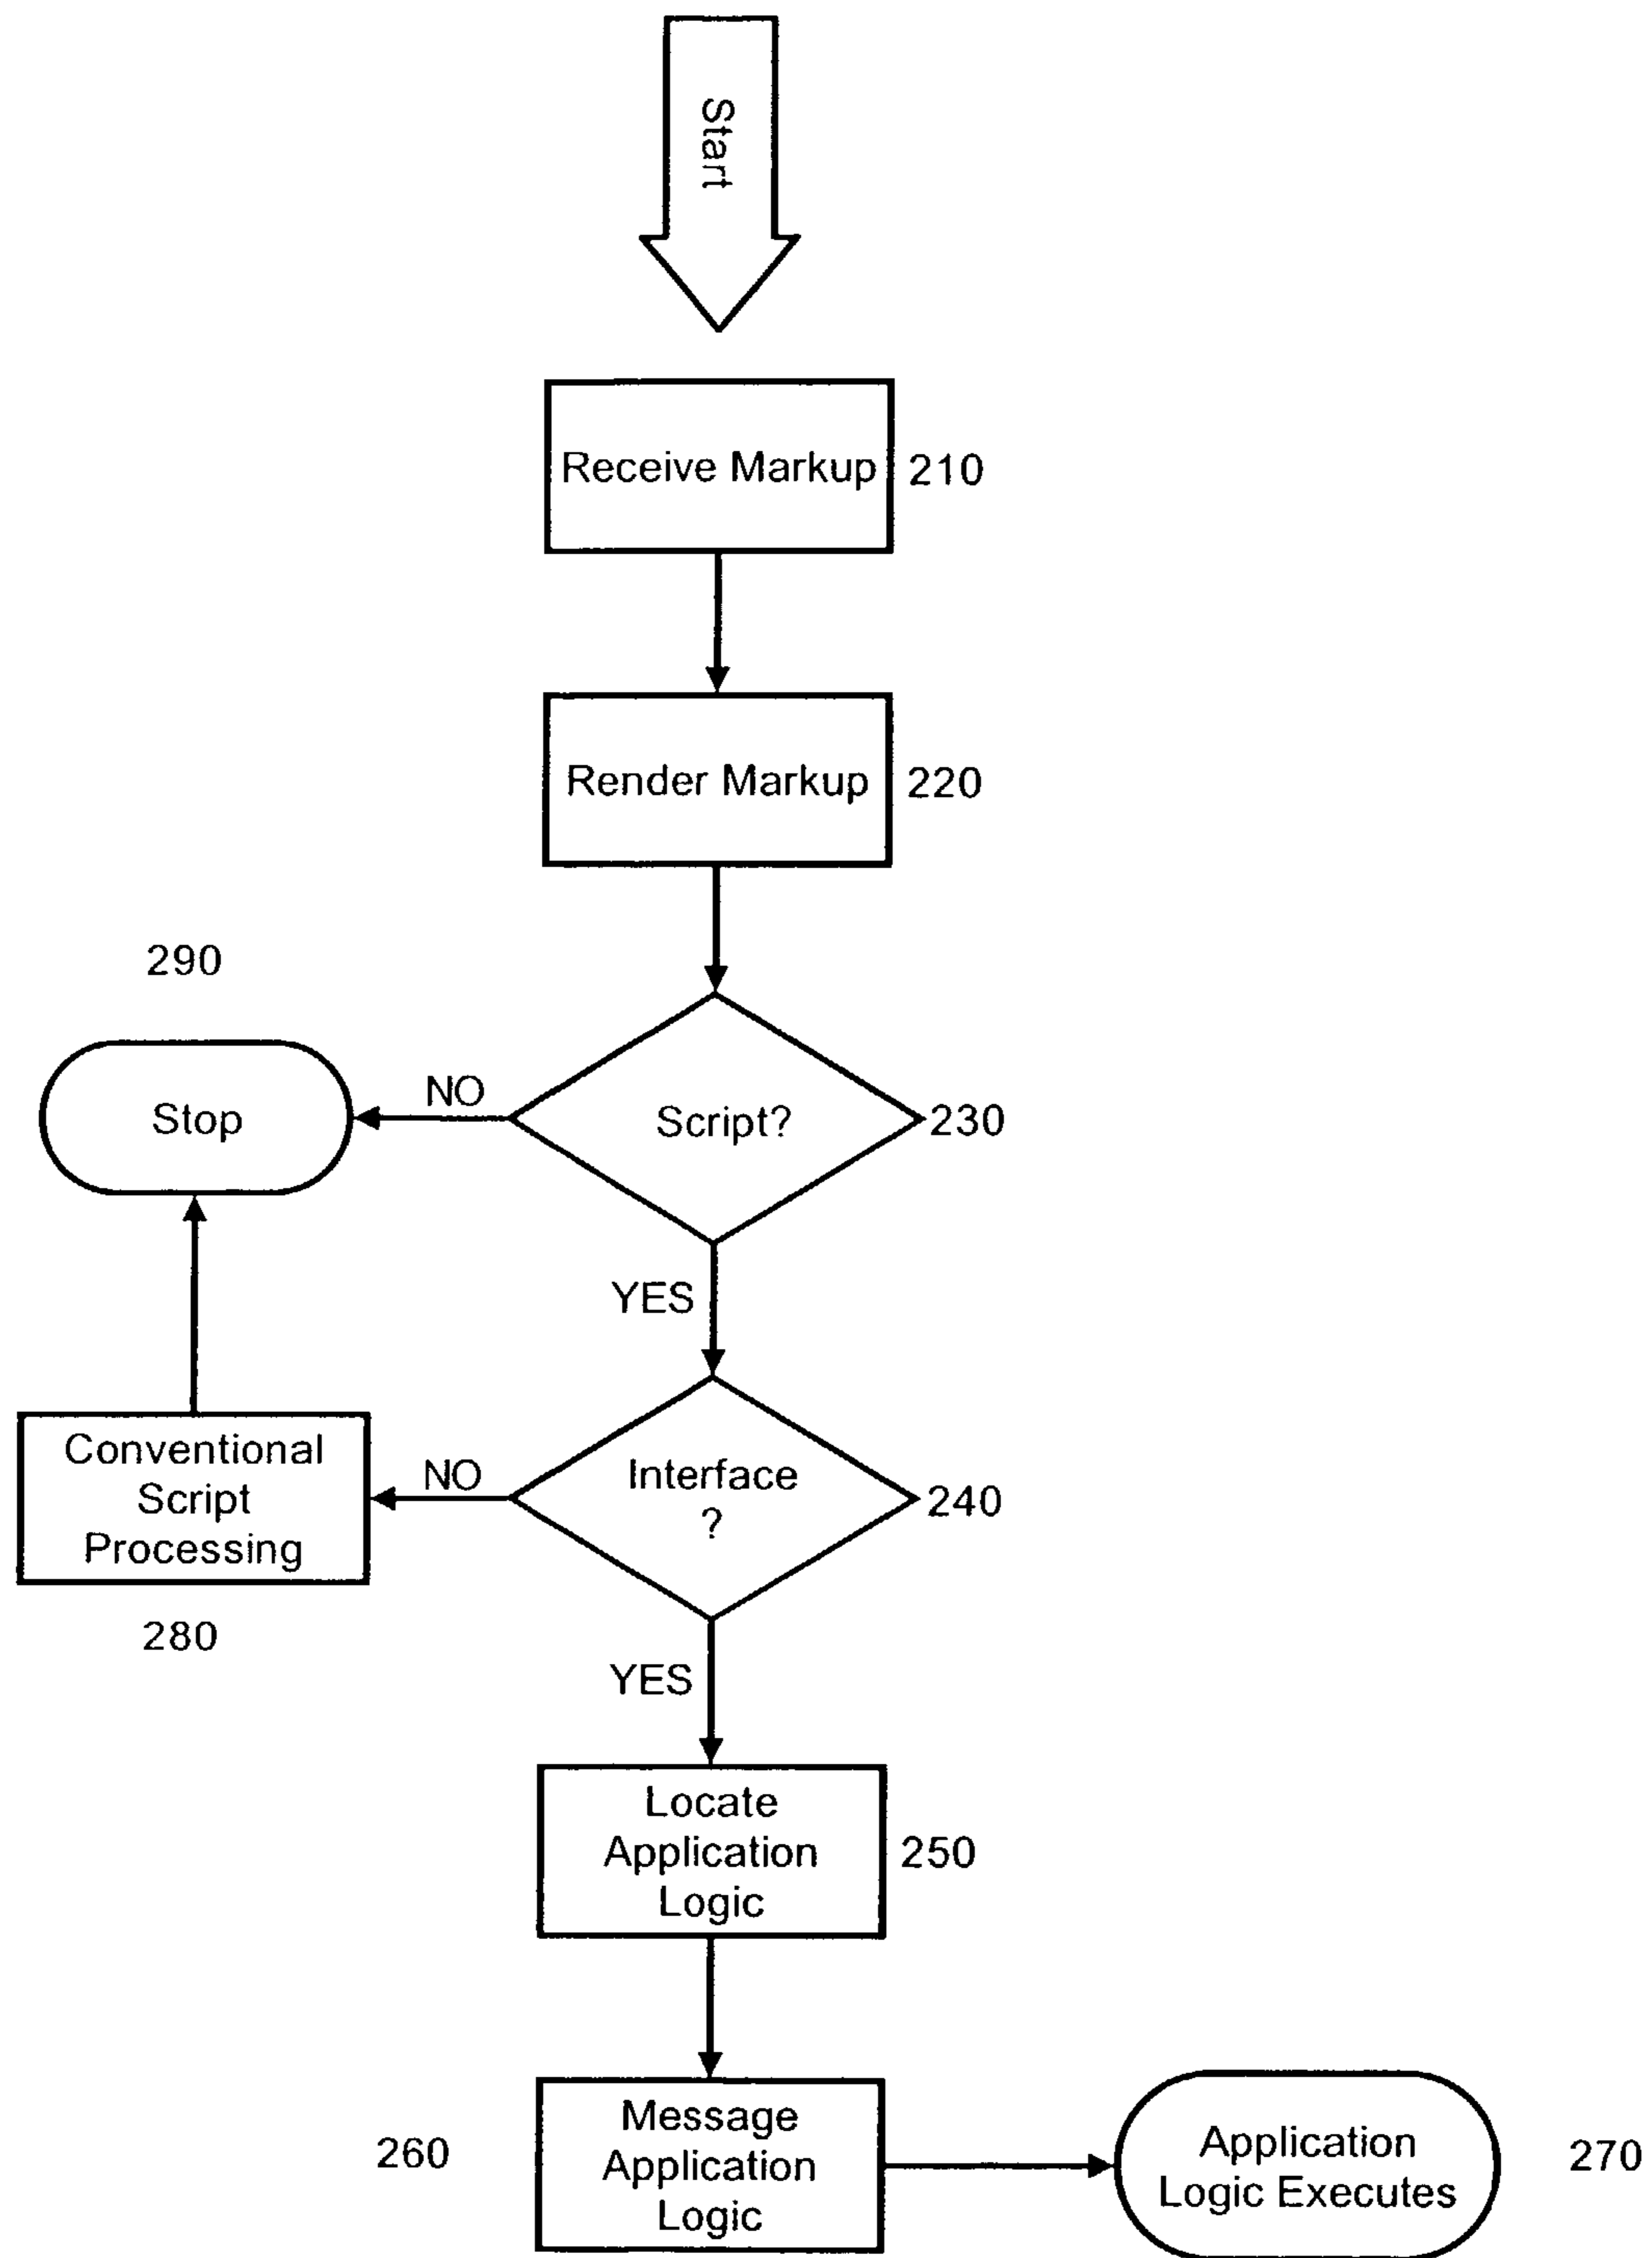 Start
Receive Markup
210
Render Markup
220
290
Stop
NO
Script?
230
YES
Conventional
Script
Processing
NO
Interface
?
240
280
YES
Locate
Application
Logic
250
260
Message
Application
Logic
Application
Logic Executes
270